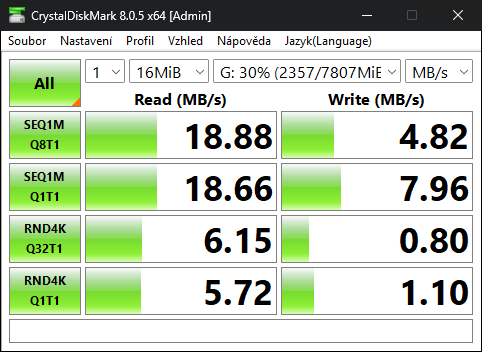 CrystalDiskMark 8.0.5 x64 [Admin]
Soubor Nastavení Profil Vzhled Nápověda Jazyk(Language)
All 1 16MiB G: 30% (2357/7807MiB MB/s
Read (MB/s) Write (MB/s)
SEQ1M
Q8T1 18.88 4.82
SEQ1M
Q1T1 18.66 7.96
RND4K
Q32T1 6.15 0.80
RND4K
Q1T1 5.72 1.10